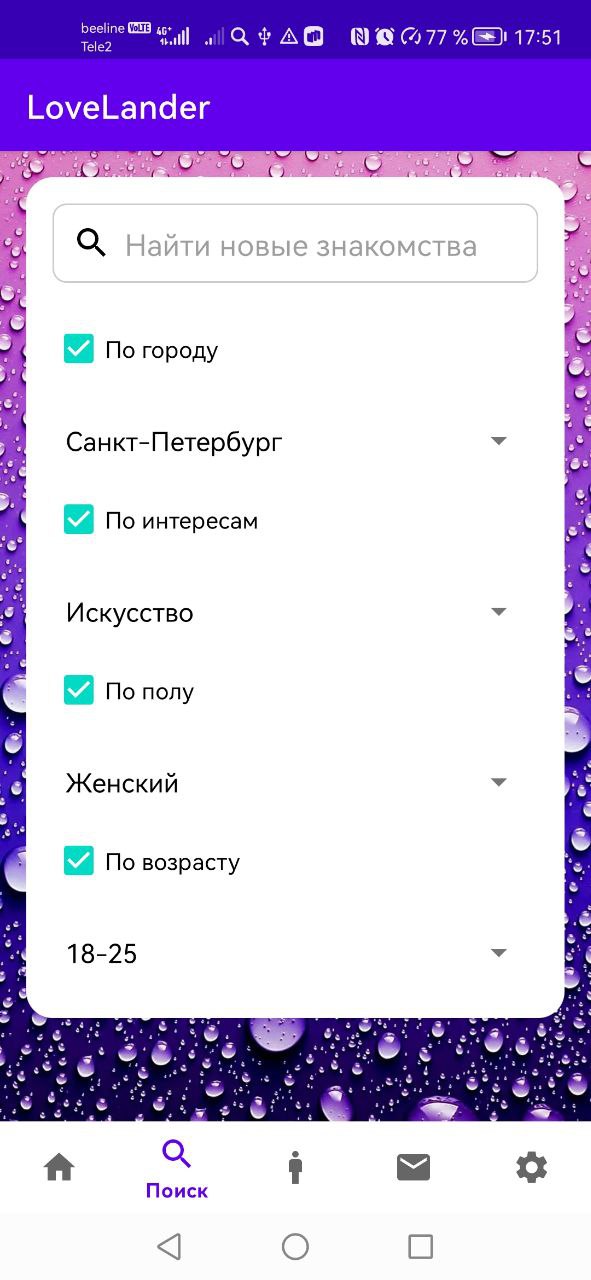 beeline VoLTE 4G+ 77 % 17:51
Tele2
LoveLander
Найти новые знакомства
По городу
Санкт-Петербург
По интересам
Искусство
По полу
Женский
По возрасту
18-25
Поиск